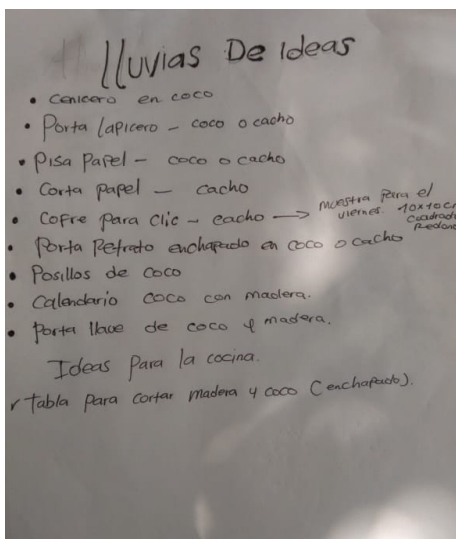 lluvias De Ideas
• Cenicero en coco
• Porta lapicero – coco o cacho
• Pisa Papel – coco o cacho
• Corta papel – cacho
• Cofre Para clic – cacho → muestra para el
viernes. 10x10cm
cuadrado
Redond
• Porta Retrato enchapado en coco o cacho
• Posillos de coco
• Calendario coco con madera.
• Porta llave de coco y madera.
Ideas Para la cocina.
r Tabla para cortar madera y coco (enchapado).